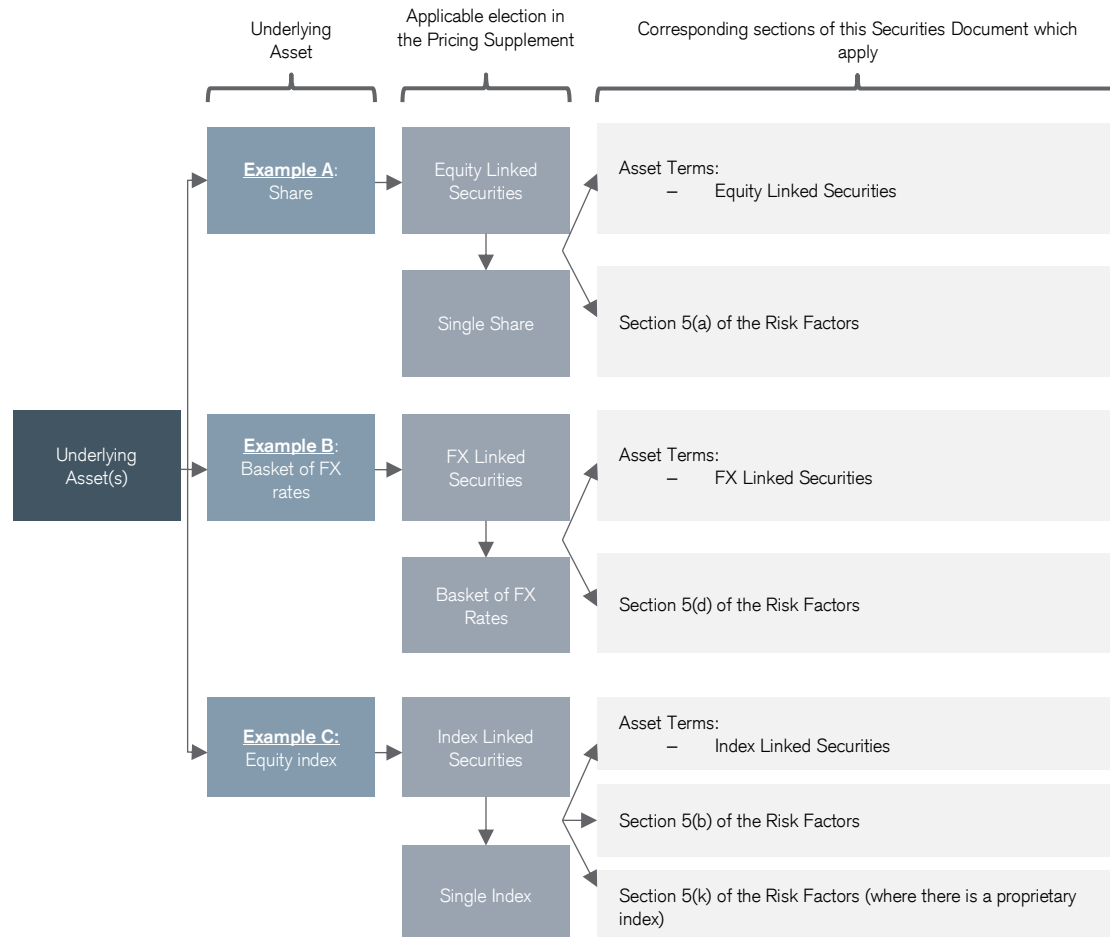 Underlying
Asset
Applicable election in
the Pricing Supplement
Corresponding sections of this Securities Document which
apply
Example A:
Share
Equity Linked
Securities
Asset Terms:
– Equity Linked Securities
Single Share
Section 5(a) of the Risk Factors
Underlying
Asset(s)
Example B:
Basket of FX
rates
FX Linked
Securities
Asset Terms:
– FX Linked Securities
Basket of FX
Rates
Section 5(d) of the Risk Factors
Example C:
Equity index
Index Linked
Securities
Asset Terms:
– Index Linked Securities
Section 5(b) of the Risk Factors
Single Index
Section 5(k) of the Risk Factors (where there is a proprietary
index)